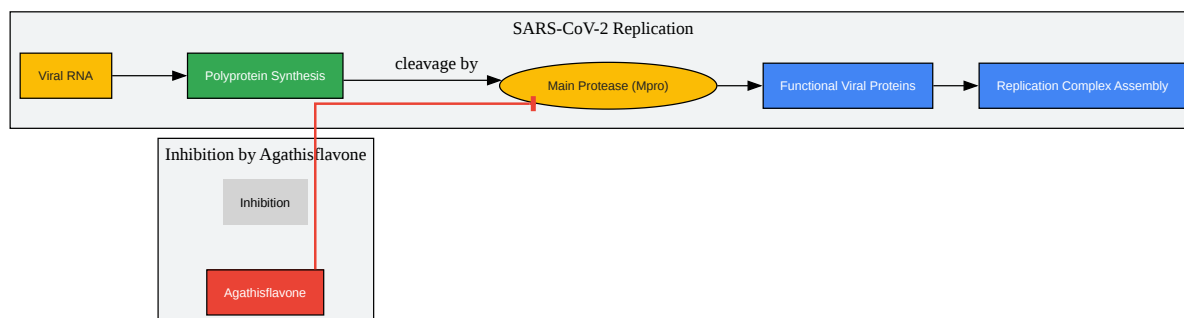 SARS-CoV-2 Replication
Viral RNA
Polyprotein Synthesis
cleavage by
Main Protease (Mpro)
Functional Viral Proteins
Replication Complex Assembly
Inhibition by Agathisflavone
Inhibition
Agathisflavone